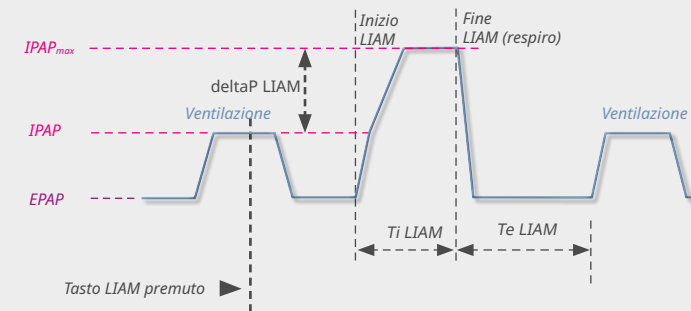 Inizio
LIAM
Fine
LIAM (respiro)
IPAPmax
deltaP LIAM
Ventilazione
Ventilazione
IPAP
EPAP
Ti LIAM
Te LIAM
Tasto LIAM premuto